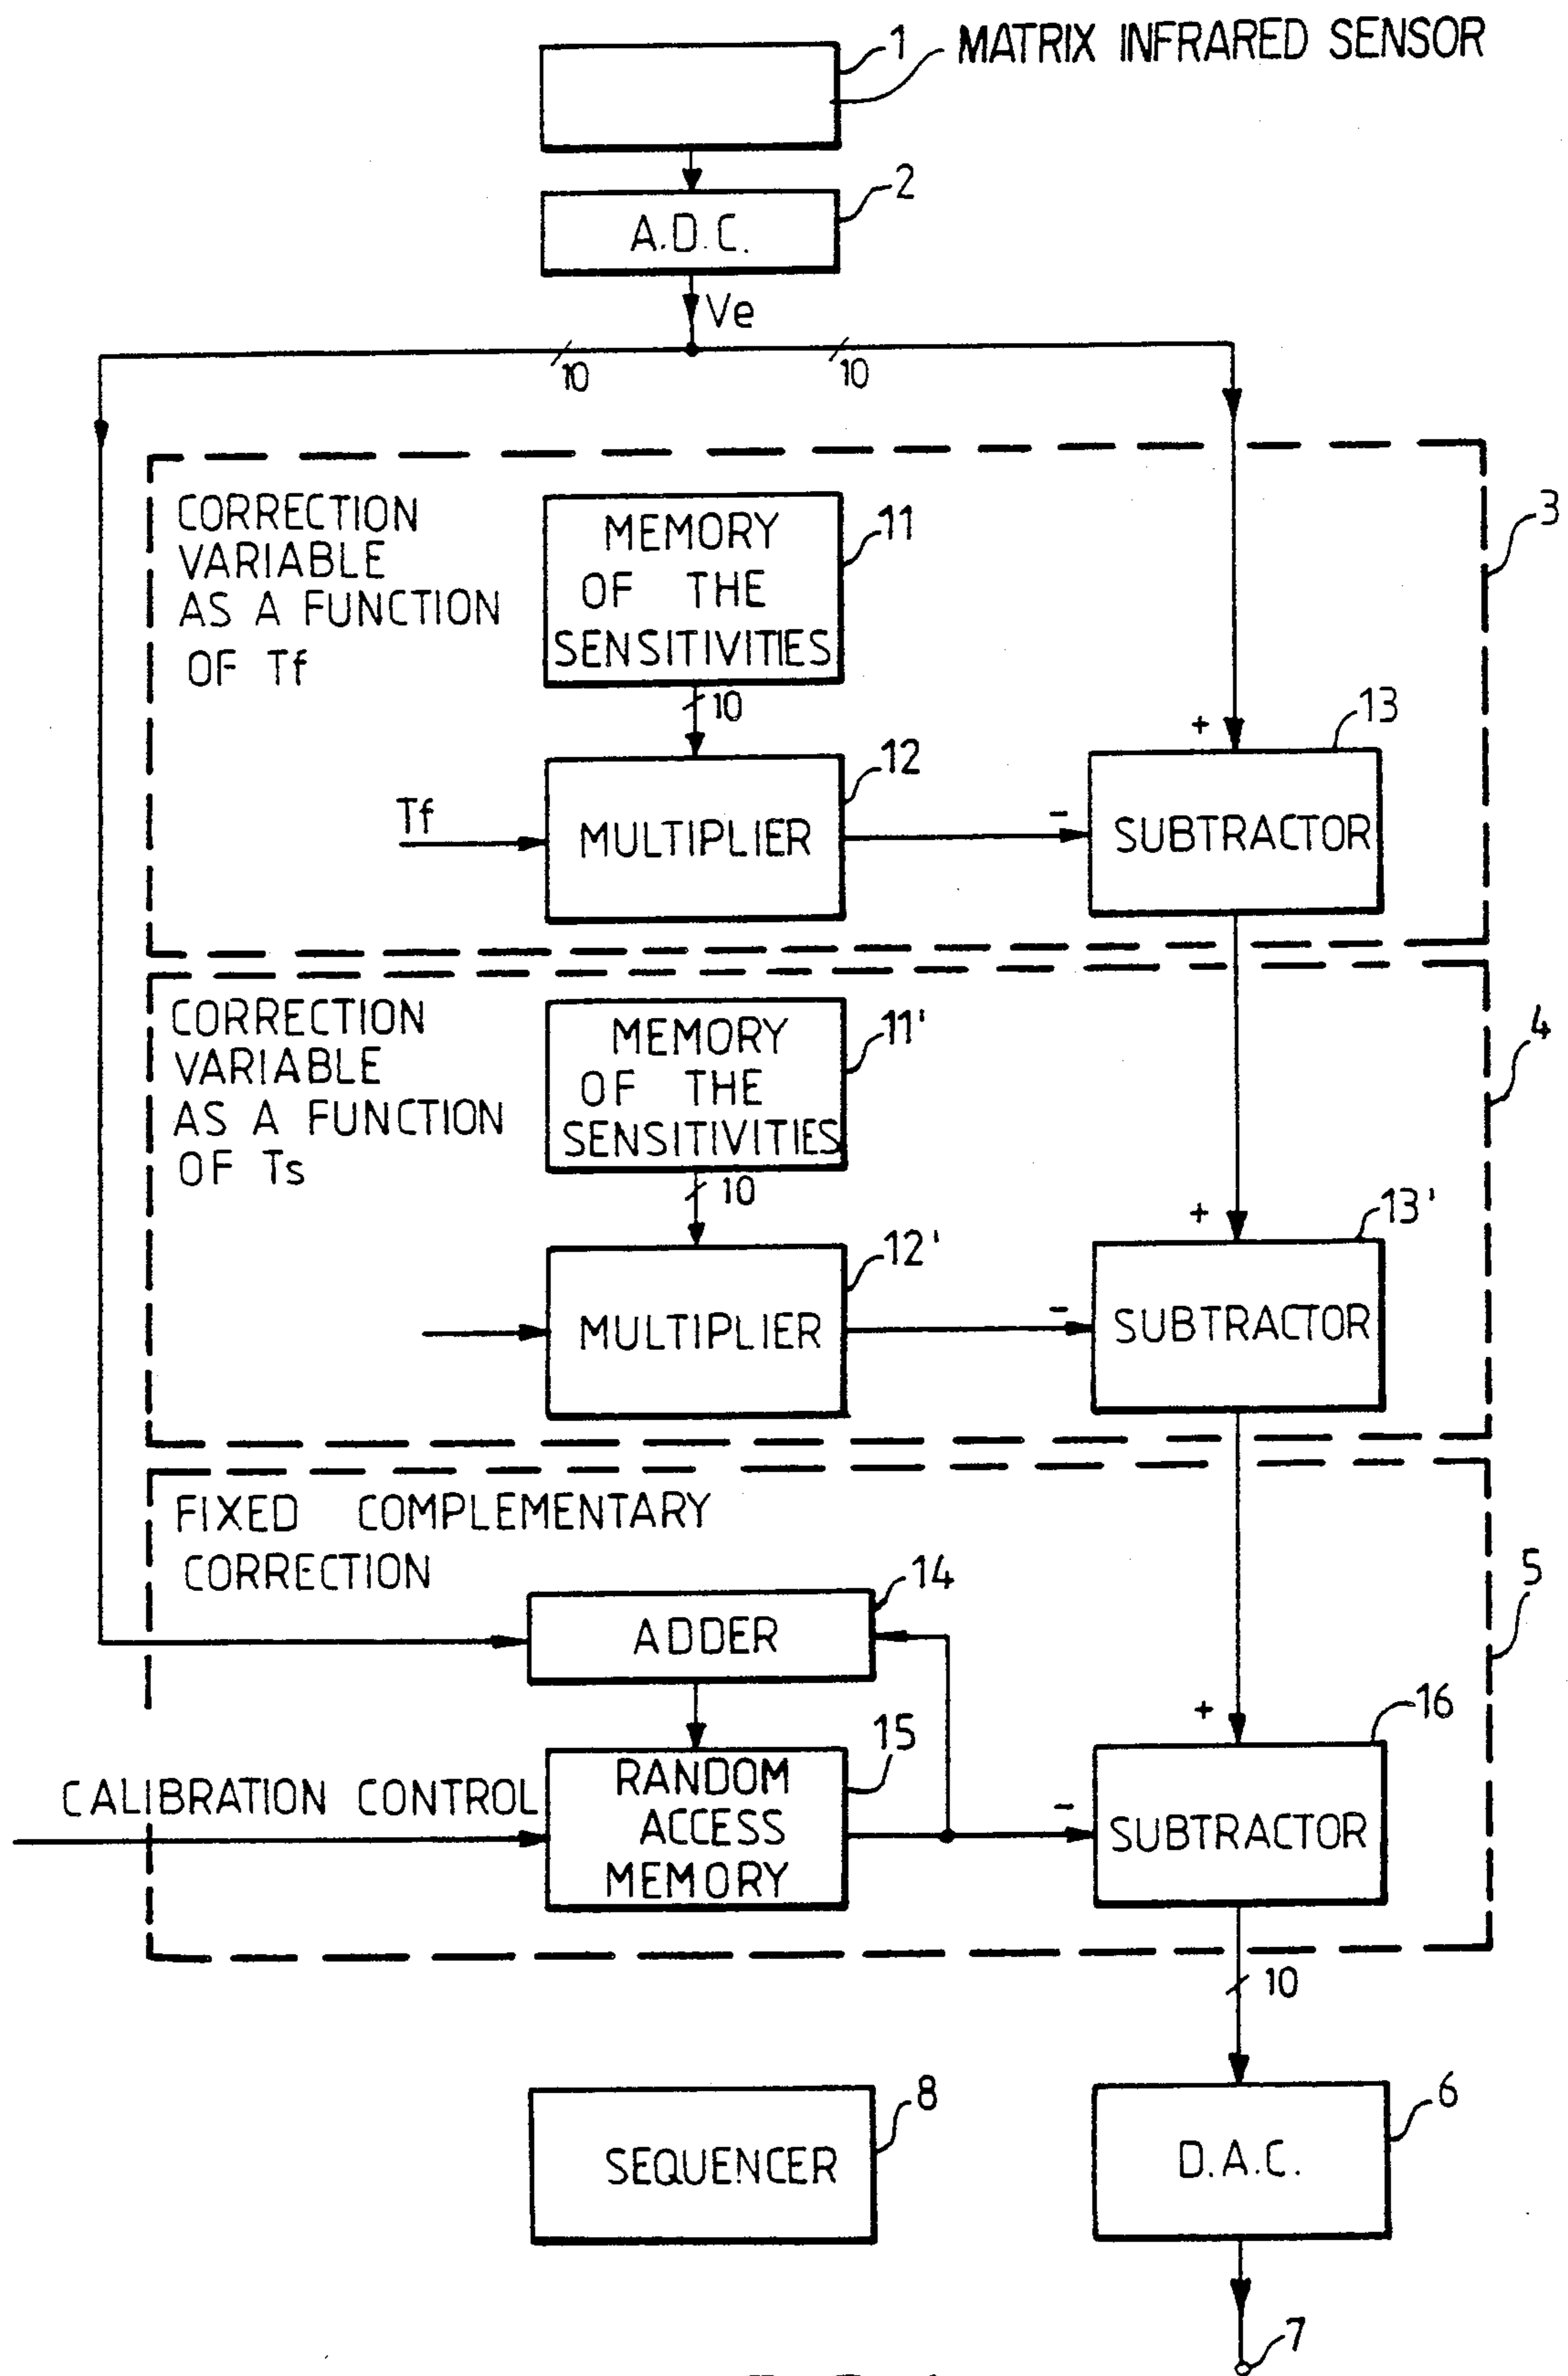 1
MATRIX INFRARED SENSOR
2
A.D.C.
Ve
10
10
3
CORRECTION
VARIABLE
AS A FUNCTION
OF Tf
MEMORY
OF THE
SENSITIVITIES
11
10
Tf
MULTIPLIER
12
-
+
13
SUBTRACTOR
4
CORRECTION
VARIABLE
AS A FUNCTION
OF Ts
MEMORY
OF THE
SENSITIVITIES
11'
10
MULTIPLIER
12'
-
+
13'
SUBTRACTOR
5
FIXED COMPLEMENTARY
CORRECTION
14
ADDER
15
CALIBRATION CONTROL
RANDOM
ACCESS
MEMORY
-
+
16
SUBTRACTOR
10
8
SEQUENCER
6
D.A.C.
7